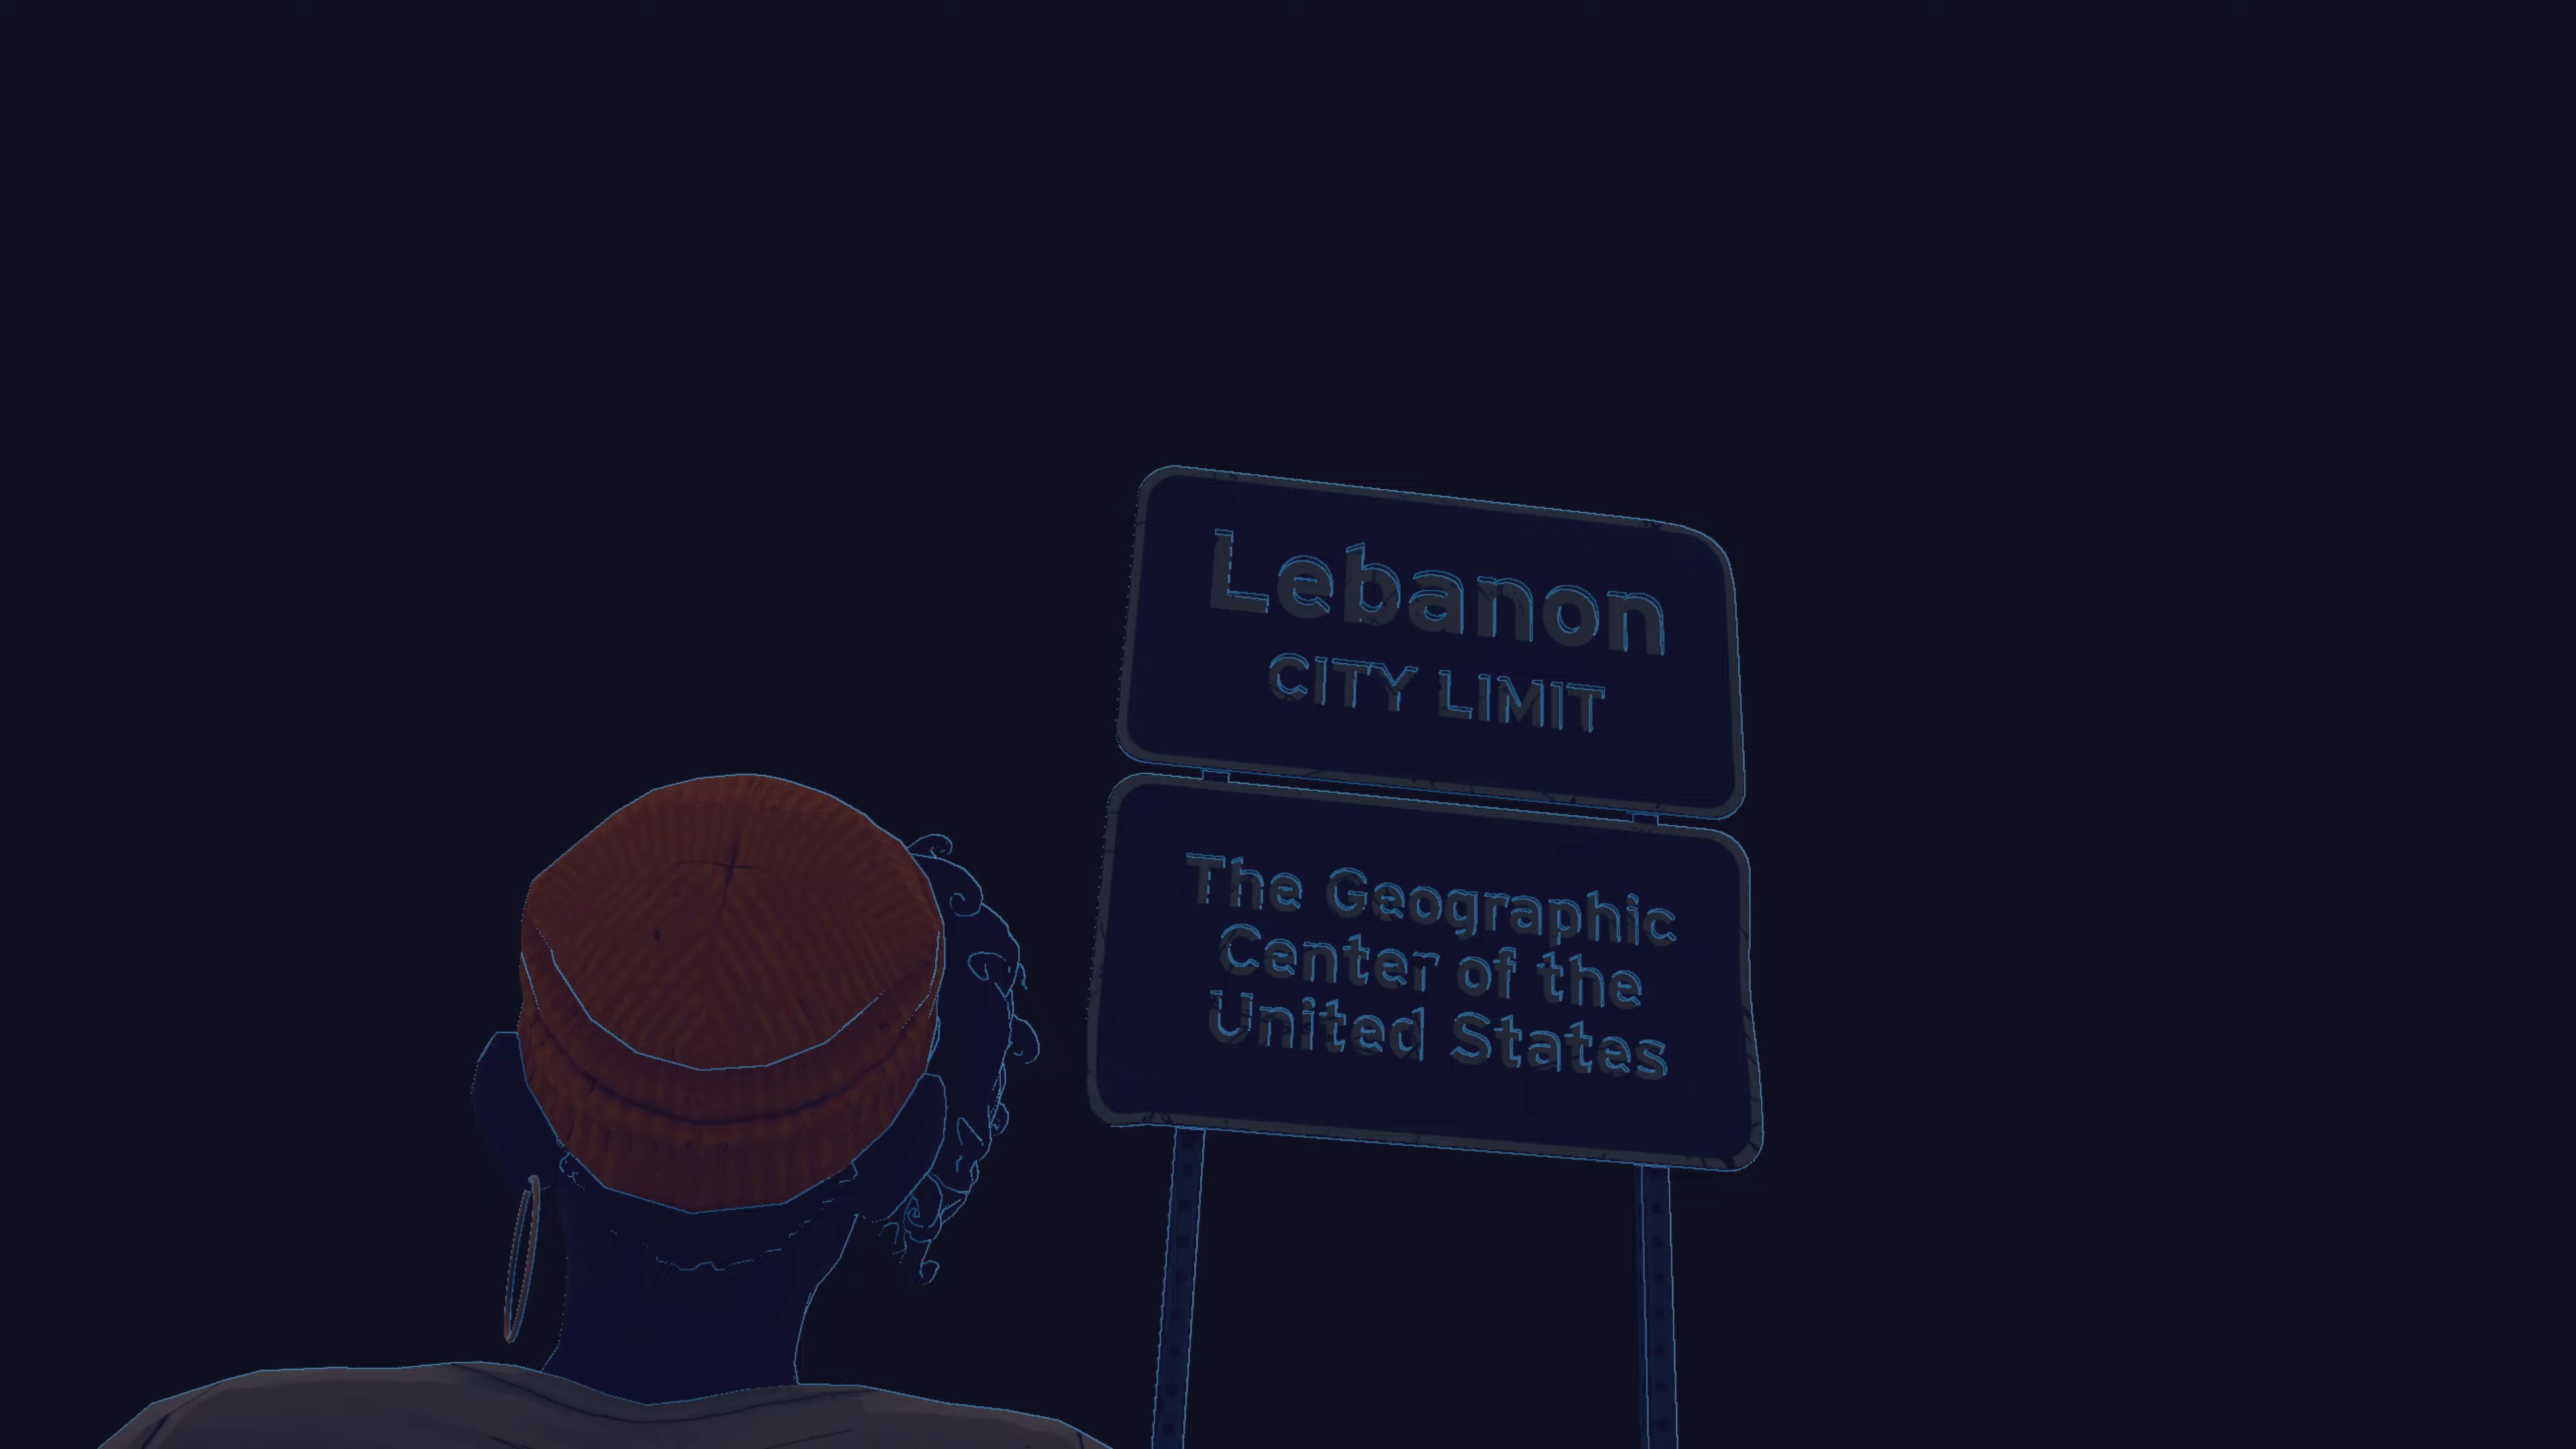 Lebanon
CITY LIMIT
The Geographic
Center of the
United States